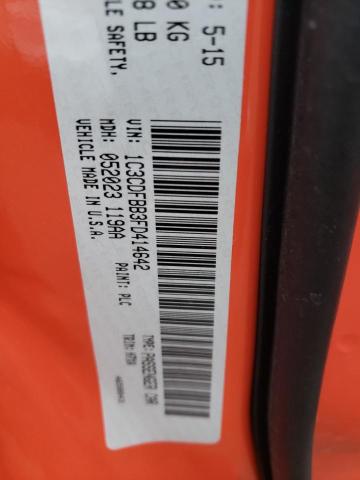 : 5-15
0 KG
8 LB
LE SAFETY,
VIN: 1C3CDFBB3FD414642
TYPE: PASSENGER CAR
MDH: 052023 119AA
PAINT: PLC
VEHICLE MADE IN U.S.A.
TRIM: